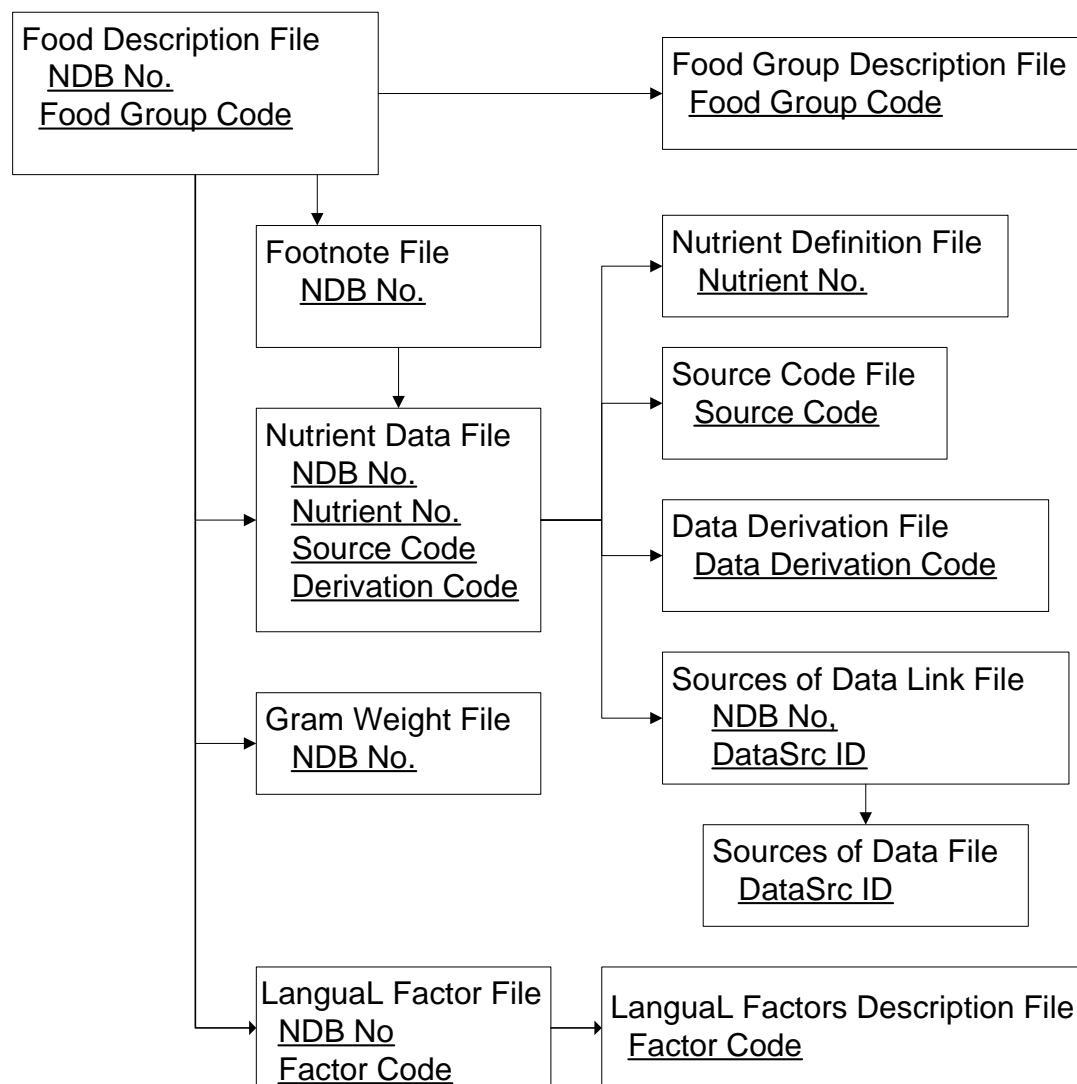 Food Description File
NDB No.
Food Group Code
Food Group Description File
Food Group Code
Footnote File
NDB No.
Nutrient Definition File
Nutrient No.
Source Code File
Source Code
Nutrient Data File
NDB No.
Nutrient No.
Source Code
Derivation Code
Data Derivation File
Data Derivation Code
Sources of Data Link File
NDB No,
DataSrc ID
Gram Weight File
NDB No.
Sources of Data File
DataSrc ID
LanguaL Factor File
NDB No
Factor Code
LanguaL Factors Description File
Factor Code